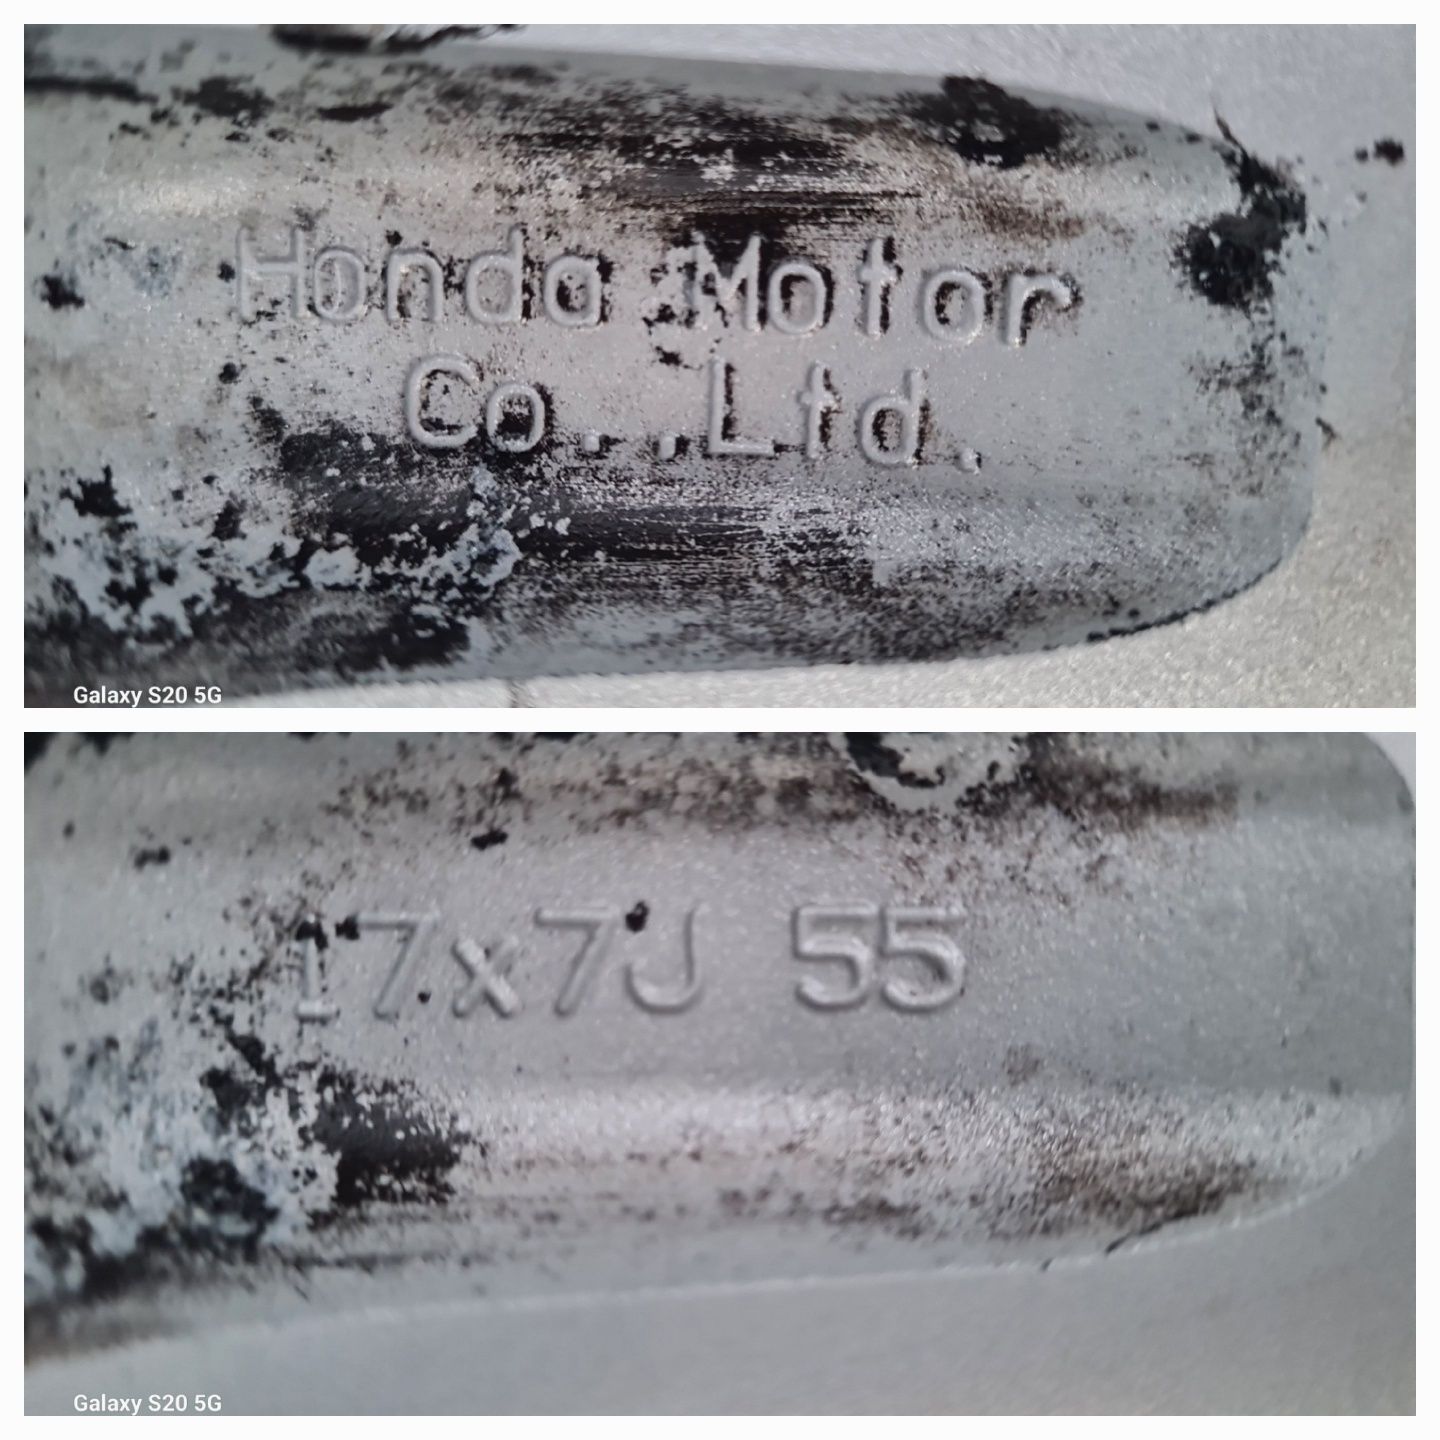 Honda Motor
Co.,Ltd.
Galaxy S20 5G
17x7J 55
Galaxy S20 5G